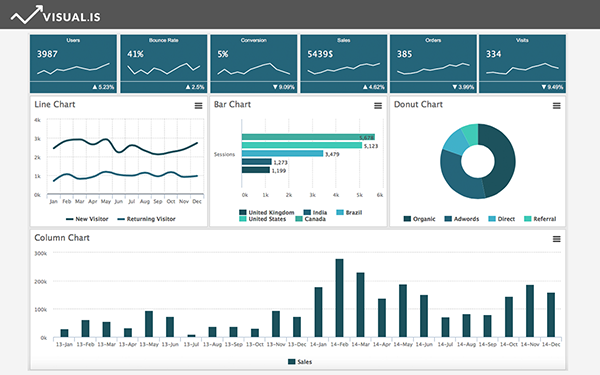 VISUAL.IS
Users
3987
▲ 5.23%
Bounce Rate
41%
▲ 2.5%
Conversion
5%
▼ 9.09%
Sales
5439$
▲ 4.62%
Orders
385
▼ 3.99%
Visits
334
▼ 9.49%
Line Chart
4k
3k
2k
1k
0k
Jan Feb Mar Apr May Jun Jul Aug Sep Oct Nov Dec
New Visitor Returning Visitor
Bar Chart
Sessions
5,676
5,123
3,479
1,273
1,199
0k 1k 2k 3k 4k 5k 6k
United Kingdom India Brazil
United States Canada
Donut Chart
Organic Adwords Direct Referral
Column Chart
300k
200k
100k
0k
13-Jan 13-Feb 13-Mar 13-Apr 13-May 13-Jun 13-Jul 13-Aug 13-Sep 13-Oct 13-Nov 13-Dec 14-Jan 14-Feb 14-Mar 14-Apr 14-May 14-Jun 14-Jul 14-Aug 14-Sep 14-Oct 14-Nov 14-Dec
Sales